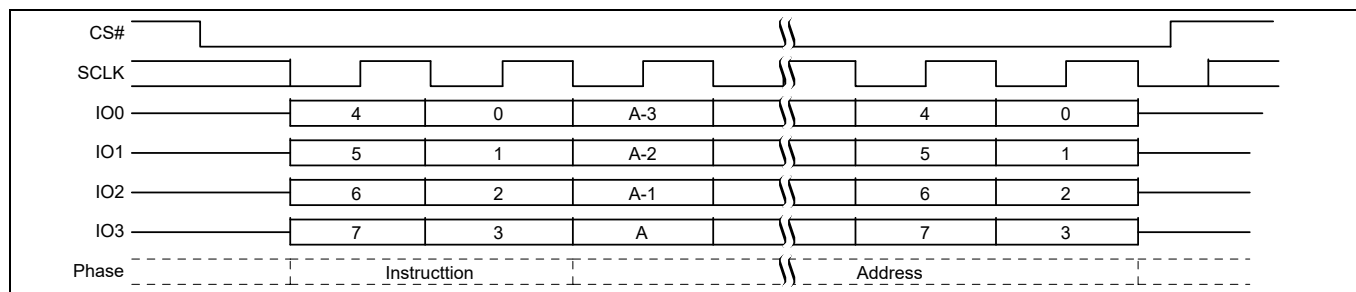 CS#
SCLK
IO0 4 0 A-3 4 0
IO1 5 1 A-2 5 1
IO2 6 2 A-1 6 2
IO3 7 3 A 7 3
Phase Instructtion Address